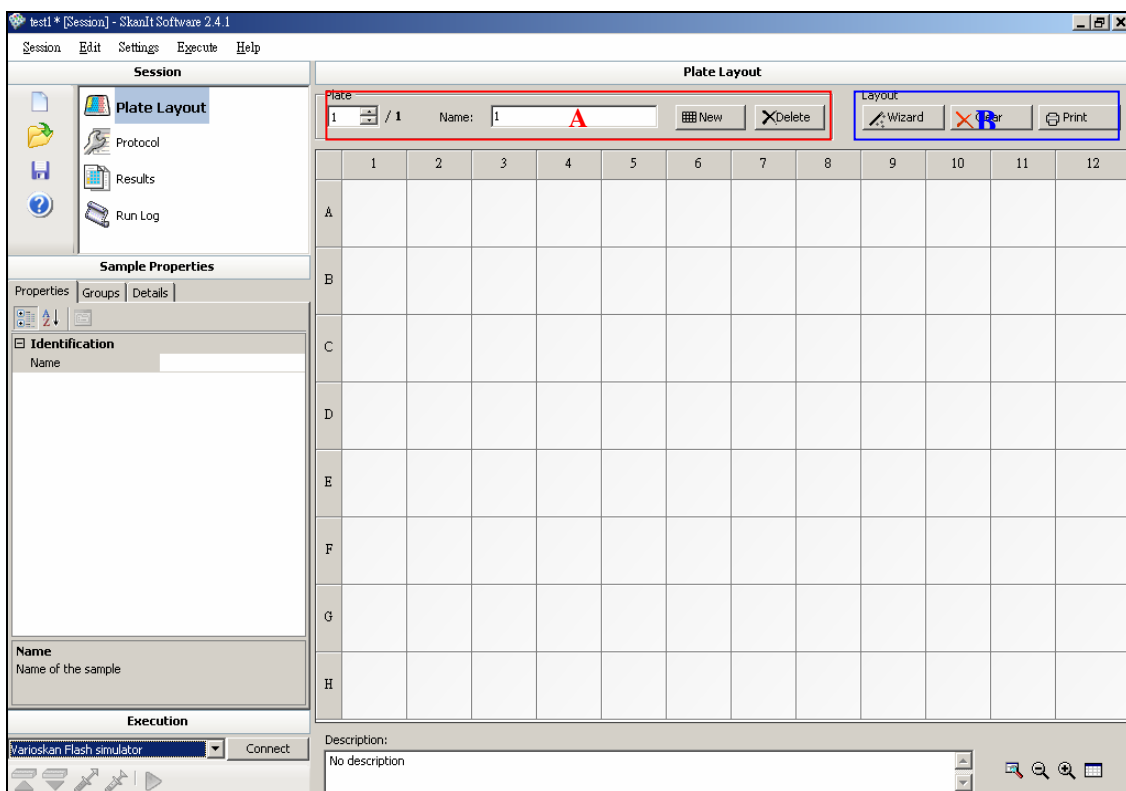 test1 * [Session] - SkanIt Software 2.4.1
Session Edit Settings Execute Help
Session
Plate Layout
Protocol
Results
Run Log
Sample Properties
Properties Groups Details
Identification
Name
Name
Name of the sample
Execution
Varioskan Flash simulator Connect
Plate Layout
Plate
1 / 1 Name: 1 A New Delete
Layout
Wizard Clear B Print
1 2 3 4 5 6 7 8 9 10 11 12
A
B
C
D
E
F
G
H
Description:
No description